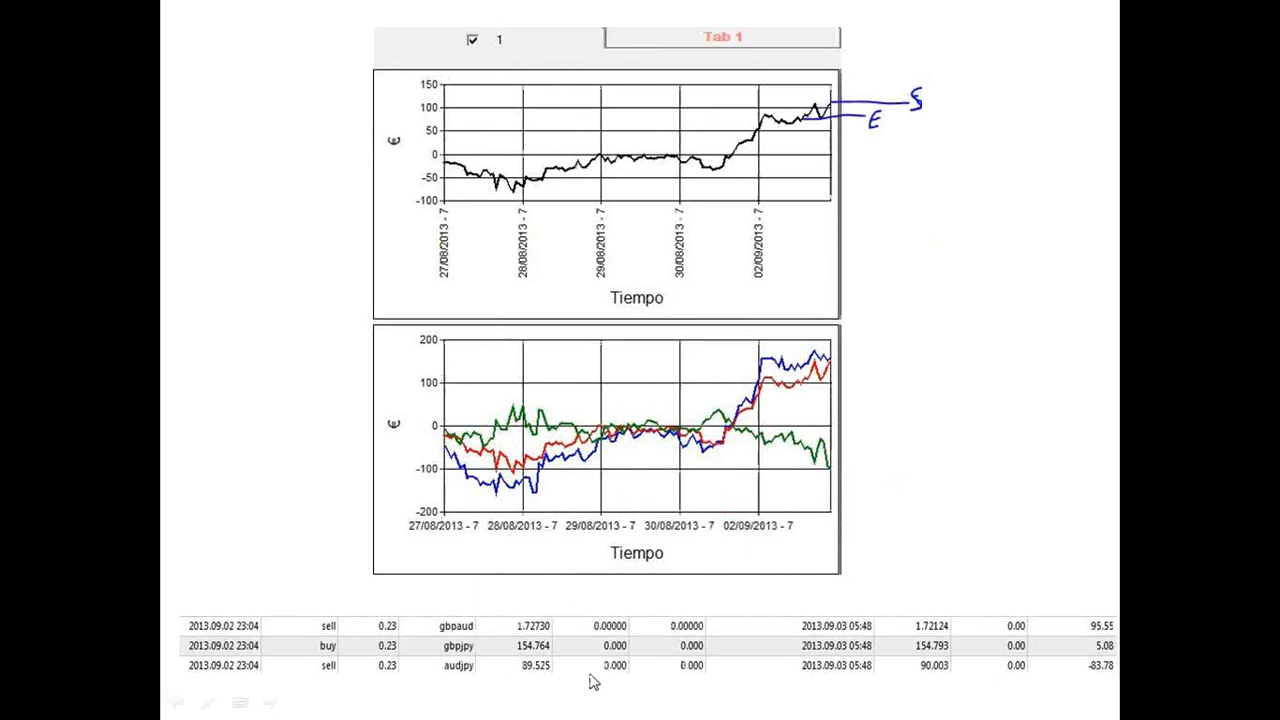 1 Tab 1
150
100
50
0
-50
-100
€
S
E
27/08/2013 - 7 28/08/2013 - 7 29/08/2013 - 7 30/08/2013 - 7 02/09/2013 - 7
Tiempo
200
100
0
-100
-200
€
27/08/2013 - 7 28/08/2013 - 7 29/08/2013 - 7 30/08/2013 - 7 02/09/2013 - 7
Tiempo
2013.09.02 23:04 sell 0.23 gbpaud 1.72730 0.00000 0.00000 2013.09.03 05:48 1.72124 0.00 95.55
2013.09.02 23:04 buy 0.23 gbpjpy 154.764 0.000 0.000 2013.09.03 05:48 154.793 0.00 5.08
2013.09.02 23:04 sell 0.23 audjpy 89.525 0.000 0.000 2013.09.03 05:48 90.003 0.00 -83.78